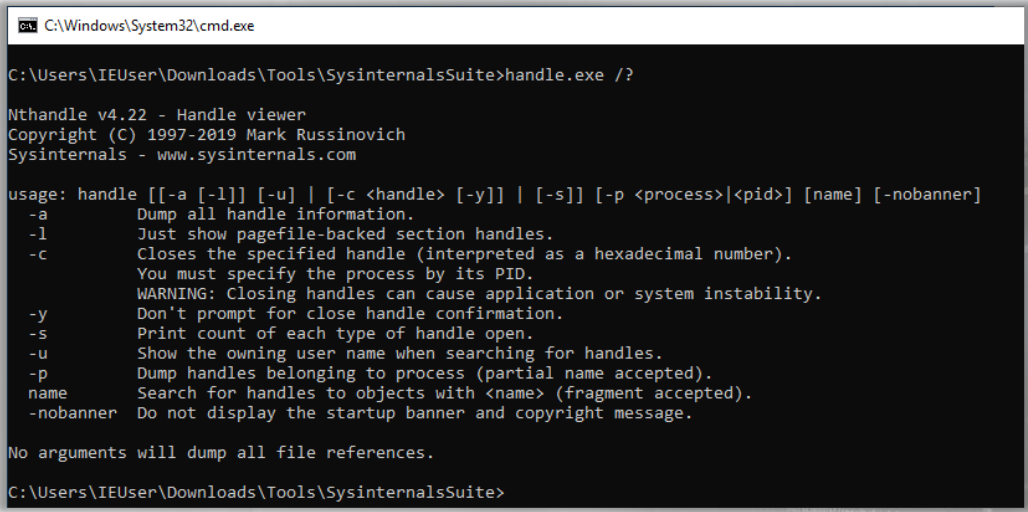 C:\Windows\System32\cmd.exe
C:\Users\IEUser\Downloads\Tools\SysinternalsSuite>handle.exe /?
Nthandle v4.22 - Handle viewer
Copyright (C) 1997-2019 Mark Russinovich
Sysinternals - www.sysinternals.com
usage: handle [[-a [-l]] [-u] | [-c <handle> [-y]] | [-s]] [-p <process>|<pid>] [name] [-nobanner]
  -a         Dump all handle information.
  -l         Just show pagefile-backed section handles.
  -c         Closes the specified handle (interpreted as a hexadecimal number).
             You must specify the process by its PID.
             WARNING: Closing handles can cause application or system instability.
  -y         Don't prompt for close handle confirmation.
  -s         Print count of each type of handle open.
  -u         Show the owning user name when searching for handles.
  -p         Dump handles belonging to process (partial name accepted).
  name       Search for handles to objects with <name> (fragment accepted).
  -nobanner  Do not display the startup banner and copyright message.
No arguments will dump all file references.
C:\Users\IEUser\Downloads\Tools\SysinternalsSuite>